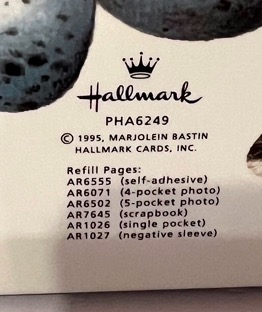 Hallmark
PHA6249
© 1995, MARJOLEIN BASTIN
HALLMARK CARDS, INC.
Refill Pages:
AR6555 (self-adhesive)
AR6071 (4-pocket photo)
AR6502 (5-pocket photo)
AR7645 (scrapbook)
AR1026 (single pocket)
AR1027 (negative sleeve)